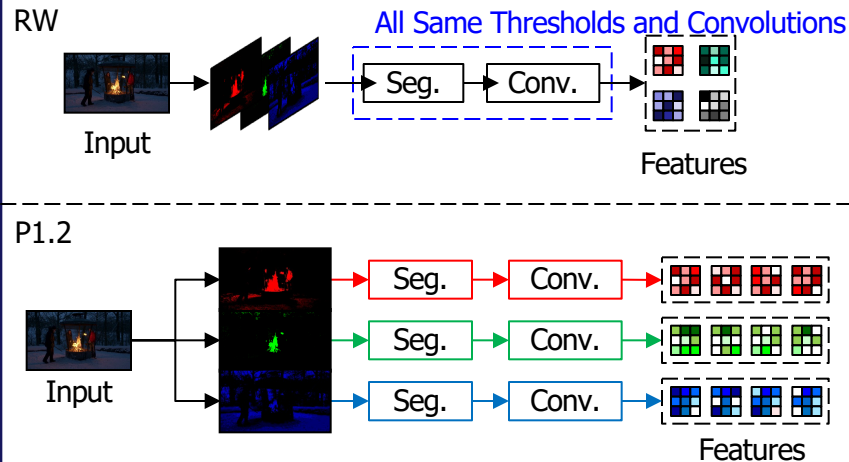 RW
All Same Thresholds and Convolutions
Seg.
Conv.
Input
Features
P1.2
Seg.
Conv.
Seg.
Conv.
Input
Seg.
Conv.
Features